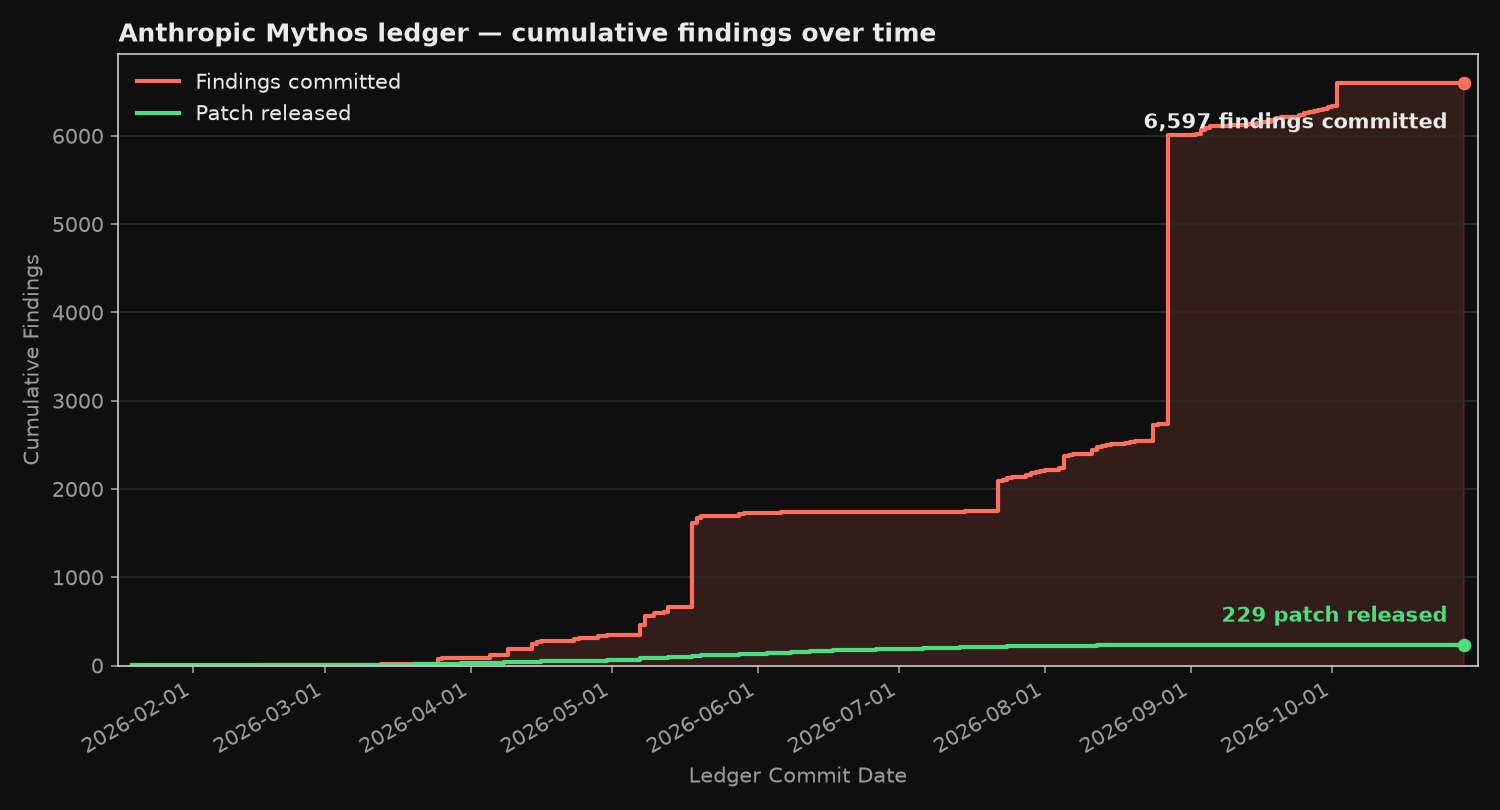 Anthropic Mythos ledger — cumulative findings over time
Findings committed
Patch released
6,597 findings committed
229 patch released
Cumulative Findings
6000
5000
4000
3000
2000
1000
0
2026-02-01
2026-03-01
2026-04-01
2026-05-01
2026-06-01
2026-07-01
2026-08-01
2026-09-01
2026-10-01
Ledger Commit Date